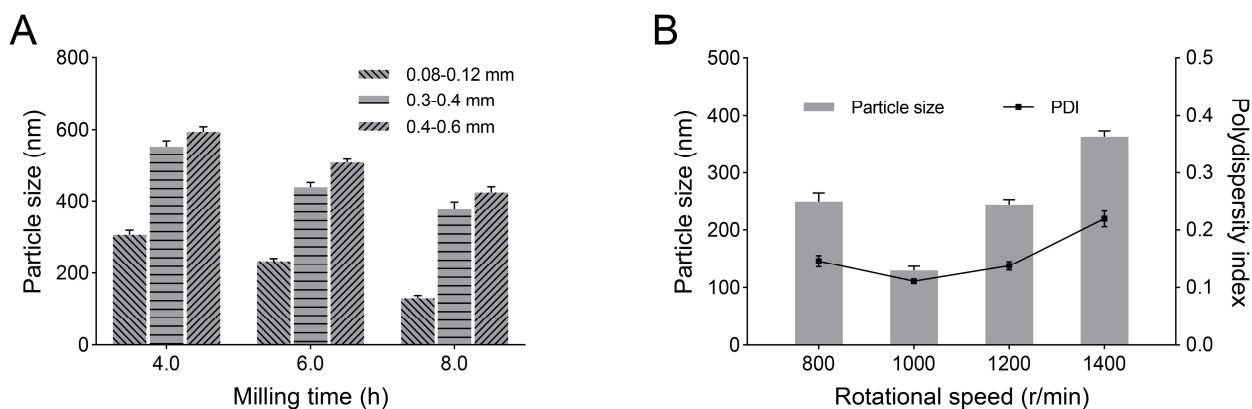 A
Particle size (nm)
800
600
400
200
0
0.08-0.12 mm
0.3-0.4 mm
0.4-0.6 mm
4.0
6.0
8.0
Milling time (h)
B
Particle size (nm)
500
400
300
200
100
0
Particle size
PDI
0.5
0.4
0.3
0.2
0.1
0.0
Polydispersity index
800
1000
1200
1400
Rotational speed (r/min)